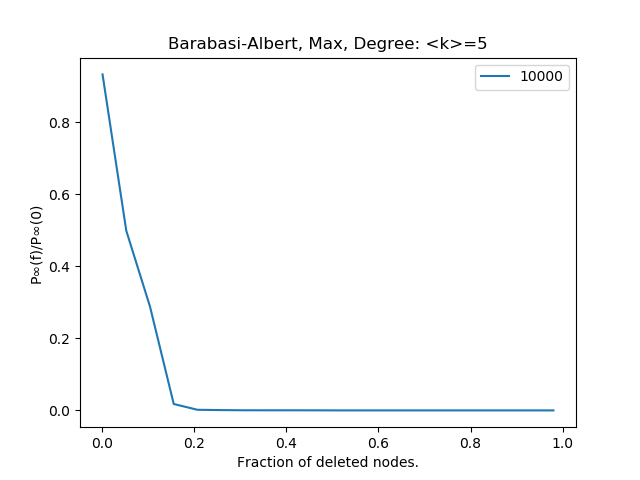 Barabasi-Albert, Max, Degree: <k>=5
10000
0.8
0.6
0.4
0.2
0.0
P∞(f)/P∞(0)
0.0 0.2 0.4 0.6 0.8 1.0
Fraction of deleted nodes.